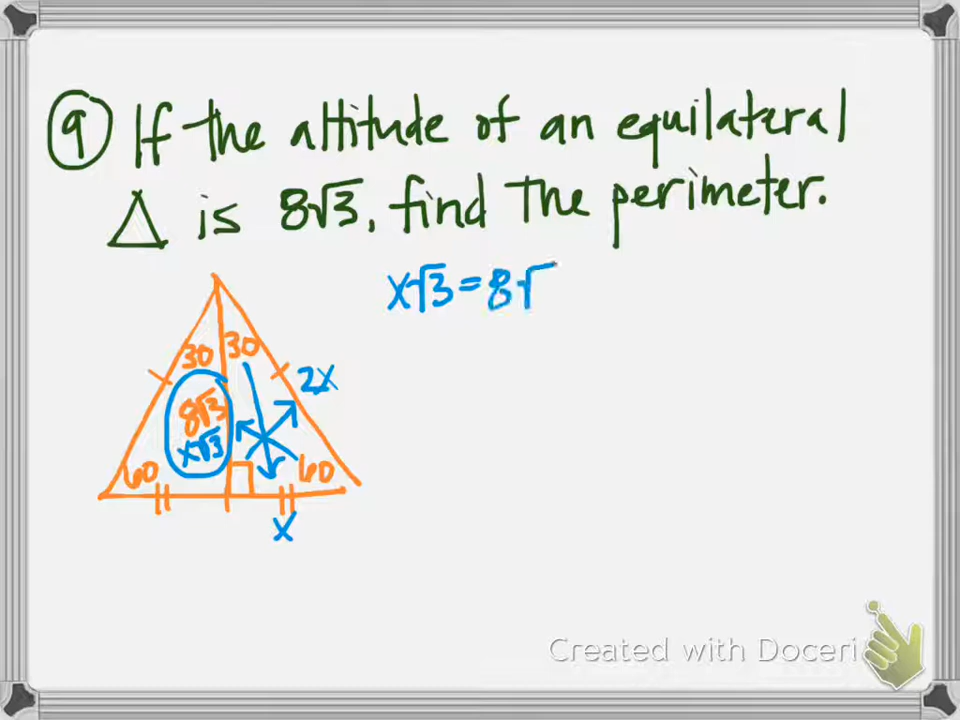 ⑨ If the altitude of an equilateral
Δ is 8√3, find the perimeter.
x√3 = 8√
30 30
2x
8√3
x√3
60 60
x
Created with Doceri